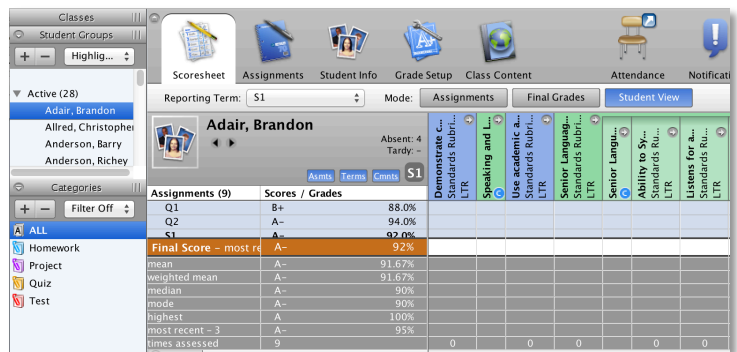 Classes
Student Groups
Highlig...
Active (28)
Adair, Brandon
Allred, Christopher
Anderson, Barry
Anderson, Richey
Categories
Filter Off
ALL
Homework
Project
Quiz
Test
Scoresheet
Assignments
Student Info
Grade Setup
Class Content
Attendance
Notificati
Reporting Term: S1
Mode: Assignments Final Grades Student View
Adair, Brandon
Absent: 4
Tardy: -
Asmts Terms Cmnts S1
Demonstrate c...
Standards Rubri...
LTR
Speaking and L...
C
Use academic a...
Standards Rubri...
LTR
Senior Languag...
Standards Rubri...
LTR
Senior Langu...
C
Ability to Sy...
Standards Ru...
LTR
Listens for a...
Standards Ru...
LTR
Assignments (9) Scores / Grades
Q1 B+ 88.0%
Q2 A- 94.0%
S1 A- 92.0%
Final Score - most re A- 92%
mean A- 91.67%
weighted mean A- 91.67%
median A- 90%
mode A- 90%
highest A 100%
most recent - 3 A- 95%
times assessed 9 0 0 0 0 0